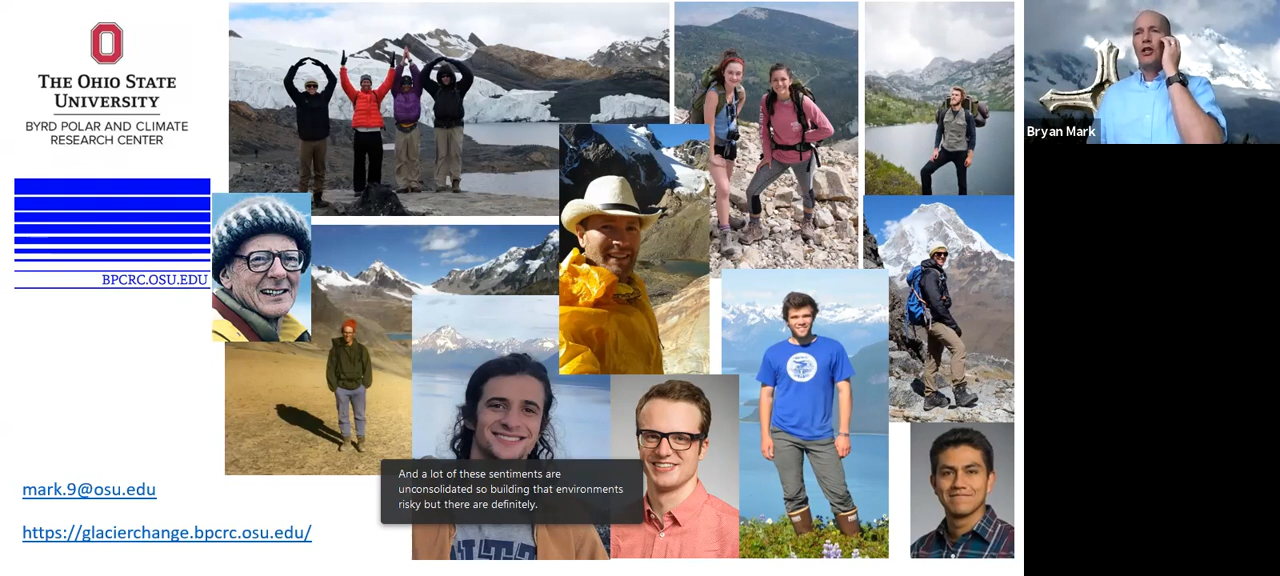 THE OHIO STATE
UNIVERSITY
BYRD POLAR AND CLIMATE
RESEARCH CENTER
BPCRC.OSU.EDU
mark.9@osu.edu
https://glacierchange.bpcrc.osu.edu/
And a lot of these sentiments are
unconsolidated so building that environments
risky but there are definitely.
Bryan Mark